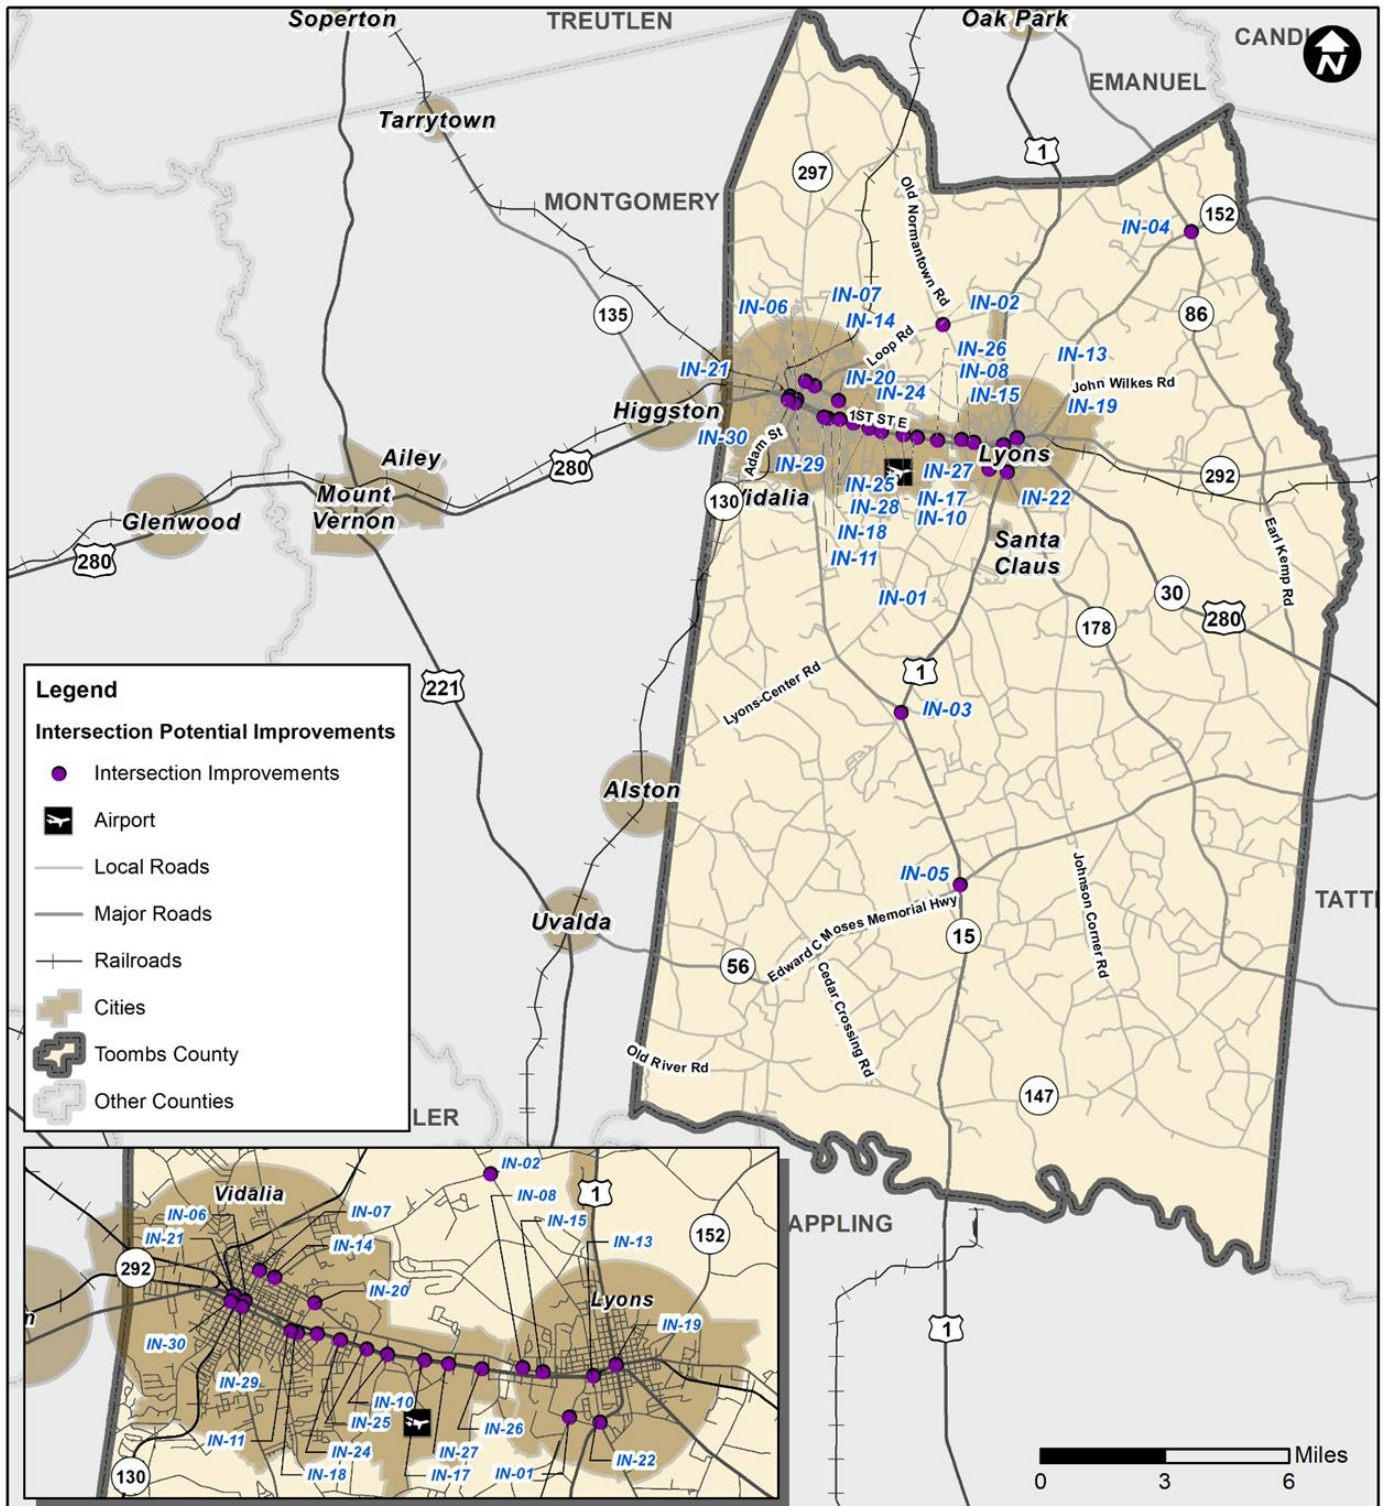 Soperton
TREUTLEN
Oak Park
CANDL
N
EMANUEL
Tarrytown
1
297
MONTGOMERY
Old Normantown Rd
152
IN-04
135
86
IN-06
IN-07
IN-02
IN-14
Loop Rd
IN-26
IN-13
IN-21
IN-20
IN-08
John Wilkes Rd
IN-24
IN-15
IN-19
Higgston
1ST ST E
IN-30
Adam St
Lyons
Ailey
280
IN-29
IN-27
292
IN-25
Mount
Vernon
130
Vidalia
IN-17
IN-22
Glenwood
IN-28
IN-10
IN-18
Santa
Claus
Earl Kemp Rd
IN-11
280
IN-01
30
280
178
1
Lyons-Center Rd
221
IN-03
Legend
Intersection Potential Improvements
Intersection Improvements
Airport
Local Roads
Major Roads
Railroads
Cities
Toombs County
Other Counties
Alston
IN-05
Johnson Corner Rd
TATT
Edward C Moses Memorial Hwy
Uvalda
15
56
Cedar Crossing Rd
Old River Rd
147
LER
IN-02
Vidalia
IN-08
1
IN-06
IN-07
IN-15
APPLING
IN-21
IN-14
IN-13
152
292
IN-20
Lyons
n
IN-19
IN-30
IN-29
IN-10
IN-25
IN-26
IN-11
IN-24
IN-27
IN-22
IN-18
IN-17
IN-01
130
1
Miles
0
3
6